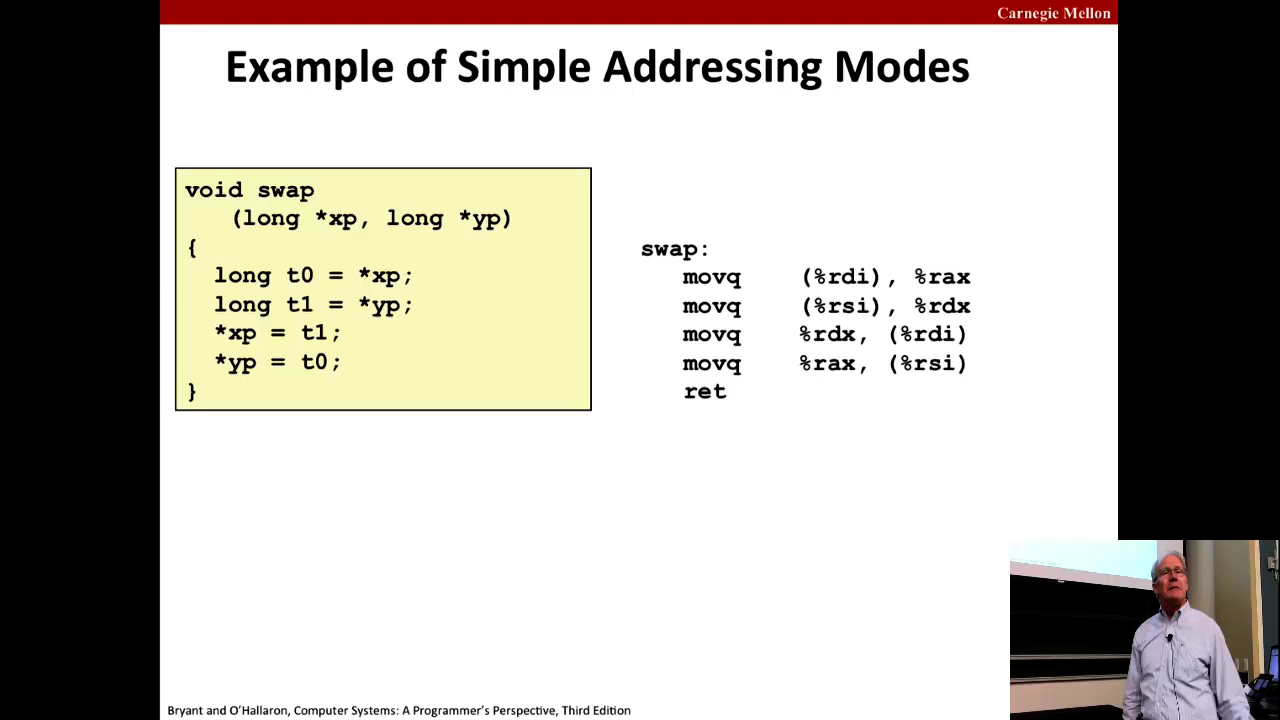 Carnegie Mellon
Example of Simple Addressing Modes
void swap
(long *xp, long *yp)
{
long t0 = *xp;
long t1 = *yp;
*xp = t1;
*yp = t0;
}
swap:
movq (%rdi), %rax
movq (%rsi), %rdx
movq %rdx, (%rdi)
movq %rax, (%rsi)
ret
Bryant and O'Hallaron, Computer Systems: A Programmer's Perspective, Third Edition